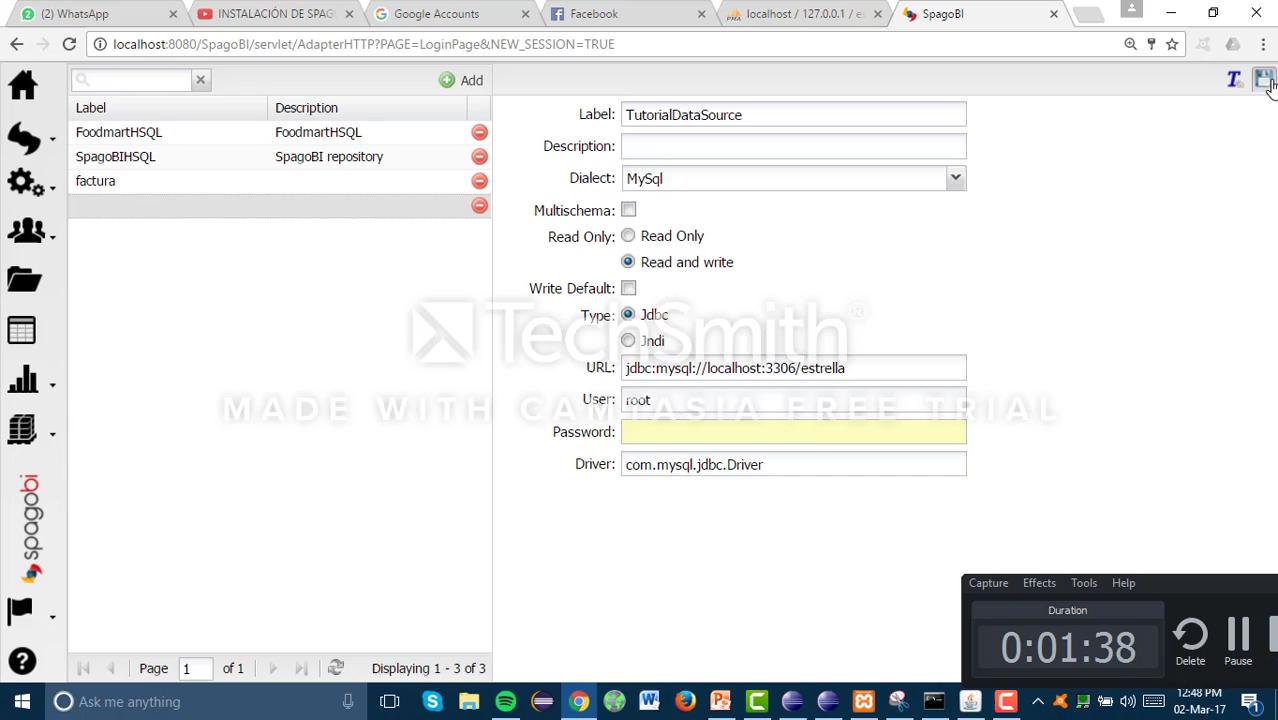 (2) WhatsApp
INSTALACIÓN DE SPAG
Google Accounts
Facebook
localhost / 127.0.0.1 / es
SpagoBI
localhost:8080/SpagoBI/servlet/AdapterHTTP?PAGE=LoginPage&NEW_SESSION=TRUE
Add
Label Description
FoodmartHSQL FoodmartHSQL
SpagoBIHSQL SpagoBI repository
factura
Label: TutorialDataSource
Description:
Dialect: MySql
Multischema:
Read Only: Read Only
Read and write
Write Default:
Type: Jdbc
Jndi
URL: jdbc:mysql://localhost:3306/estrella
User: root
Password:
Driver: com.mysql.jdbc.Driver
TechSmith®
MADE WITH CAMTASIA FREE TRIAL
spagobi
Page 1 of 1
Displaying 1 - 3 of 3
Capture Effects Tools Help
Duration
0:01:38
Delete Pause
Ask me anything
12:48 PM
02-Mar-17